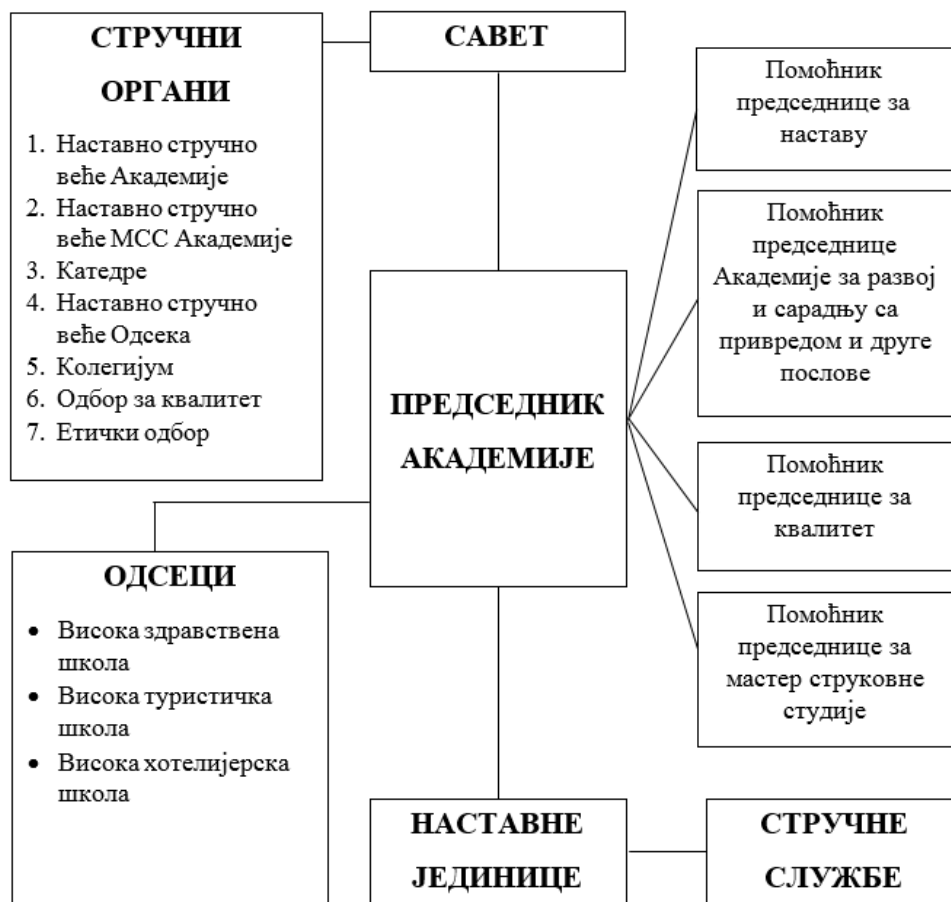 СТРУЧНИ
ОРГАНИ
1. Наставно стручно
веће Академије
2. Наставно стручно
веће МСС Академије
3. Катедре
4. Наставно стручно
веће Одсека
5. Колегијум
6. Одбор за квалитет
7. Етички одбор
САВЕТ
Помоћник
председнице за
наставу
Помоћник
председнице
Академије за развој
и сарадњу са
привредом и друге
послове
ПРЕДСЕДНИК
АКАДЕМИЈЕ
Помоћник
председнице за
квалитет
Помоћник
председнице за
мастер струковне
студије
ОДСЕЦИ
• Висока здравствена
школа
• Висока туристичка
школа
• Висока хотелијерска
школа
НАСТАВНЕ
ЈЕДИНИЦЕ
СТРУЧНЕ
СЛУЖБЕ